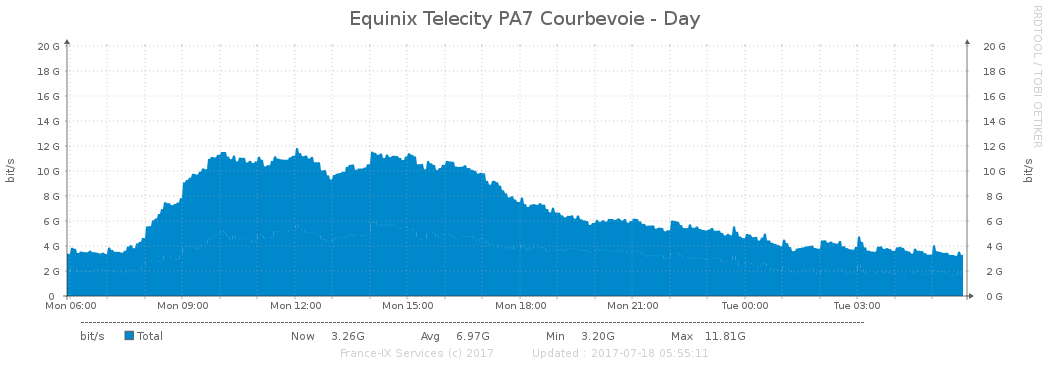 Equinix Telecity PA7 Courbevoie - Day
RRDTOOL / TOBI OETIKER
bit/s
bit/s
20 G 20 G
18 G 18 G
16 G 16 G
14 G 14 G
12 G 12 G
10 G 10 G
8 G 8 G
6 G 6 G
4 G 4 G
2 G 2 G
0 0 G
Mon 06:00 Mon 09:00 Mon 12:00 Mon 15:00 Mon 18:00 Mon 21:00 Tue 00:00 Tue 03:00
bit/s Total Now 3.26G Avg 6.97G Min 3.20G Max 11.81G
France-IX Services (c) 2017 Updated : 2017-07-18 05:55:11